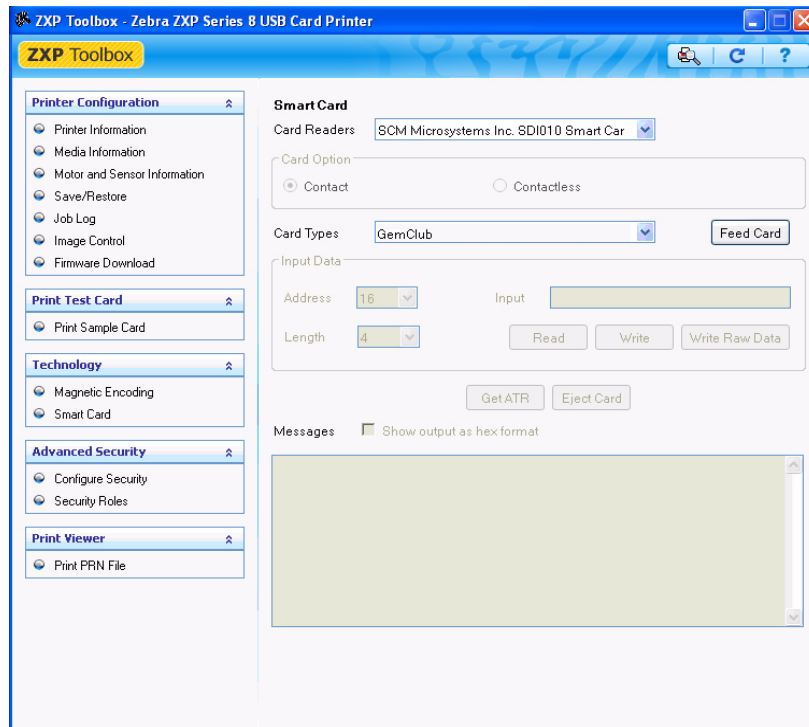 ZXP Toolbox - Zebra ZXP Series 8 USB Card Printer
ZXP Toolbox
?
Printer Configuration
Printer Information
Media Information
Motor and Sensor Information
Save/Restore
Job Log
Image Control
Firmware Download
Print Test Card
Print Sample Card
Technology
Magnetic Encoding
Smart Card
Advanced Security
Configure Security
Security Roles
Print Viewer
Print PRN File
Smart Card
Card Readers SCM Microsystems Inc. SDI010 Smart Car
Card Option
Contact Contactless
Card Types GemClub Feed Card
Input Data
Address 16 Input
Length 4 Read Write Write Raw Data
Get ATR Eject Card
Messages Show output as hex format